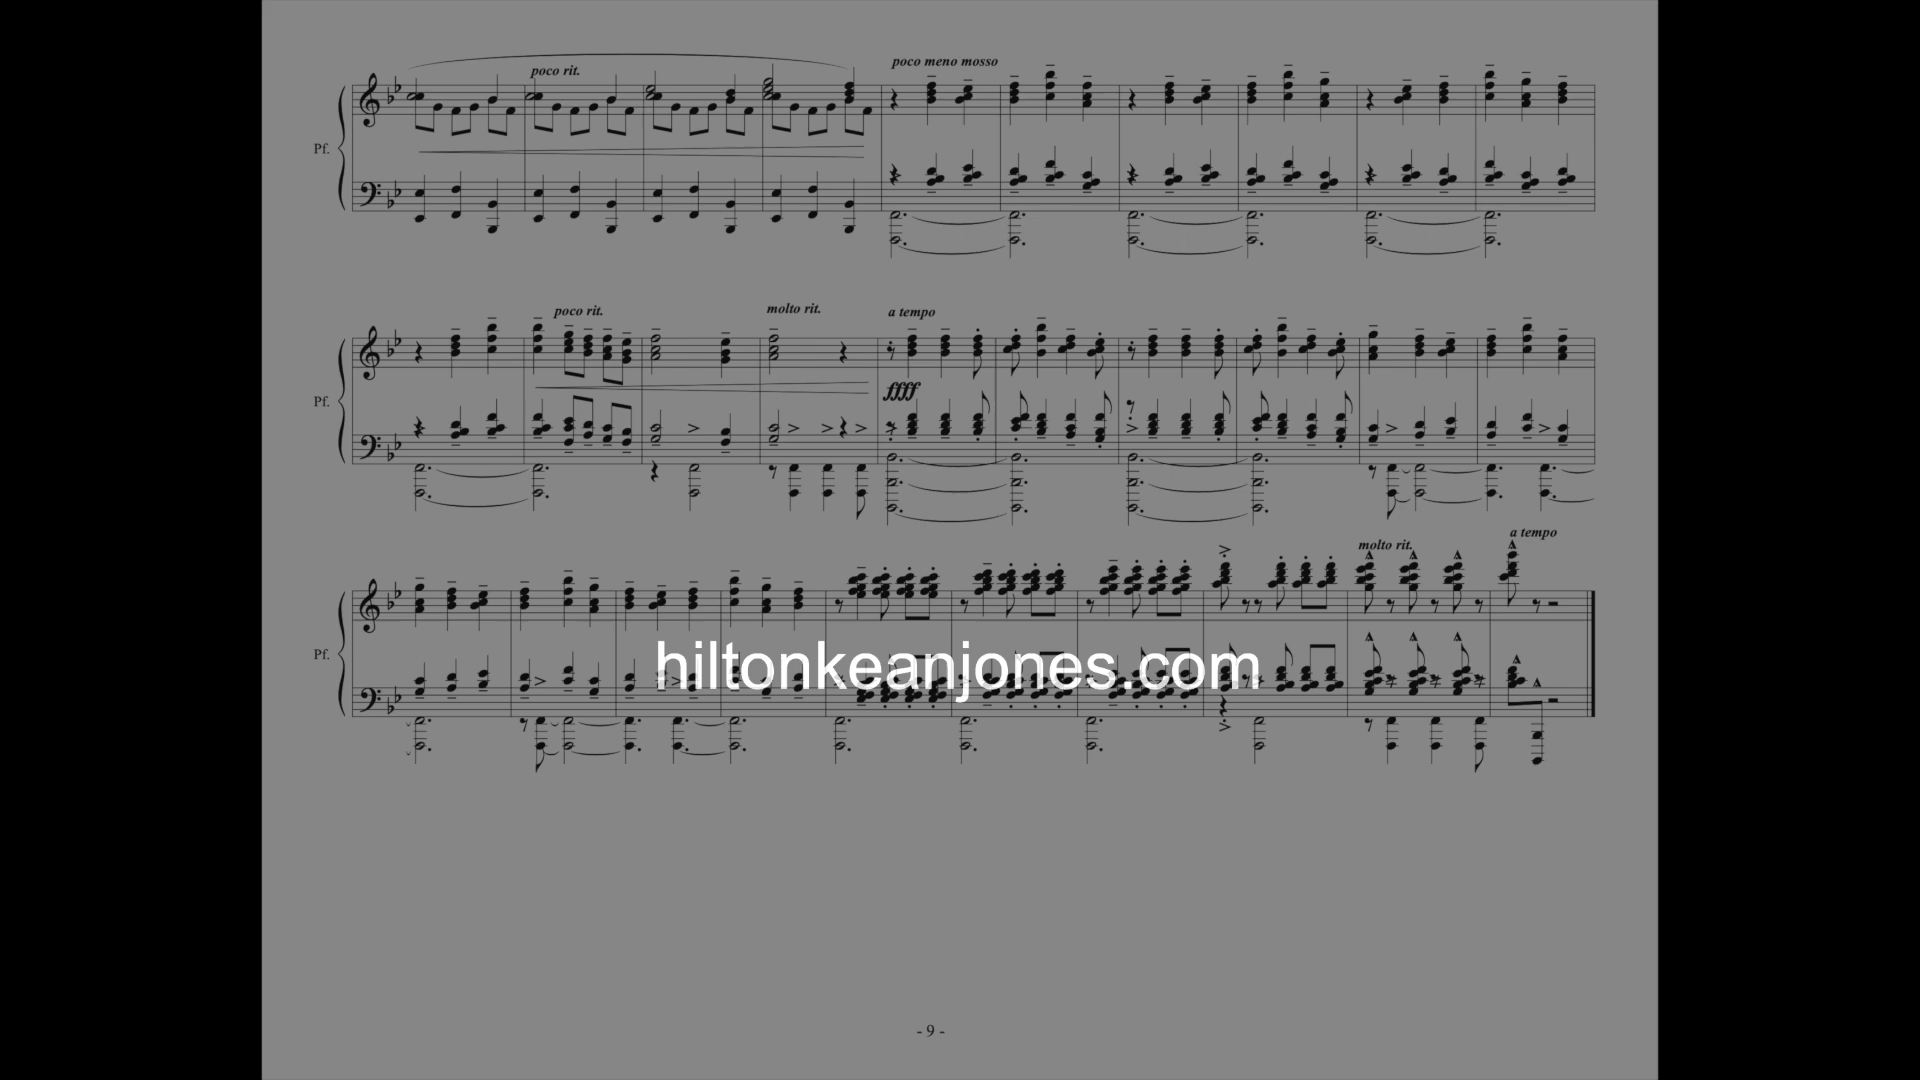 poco rit.
poco meno mosso
Pf.
poco rit.
molto rit.
a tempo
Pf.
ffff
a tempo
molto rit.
Pf.
hiltonkeanjones.com
- 9 -